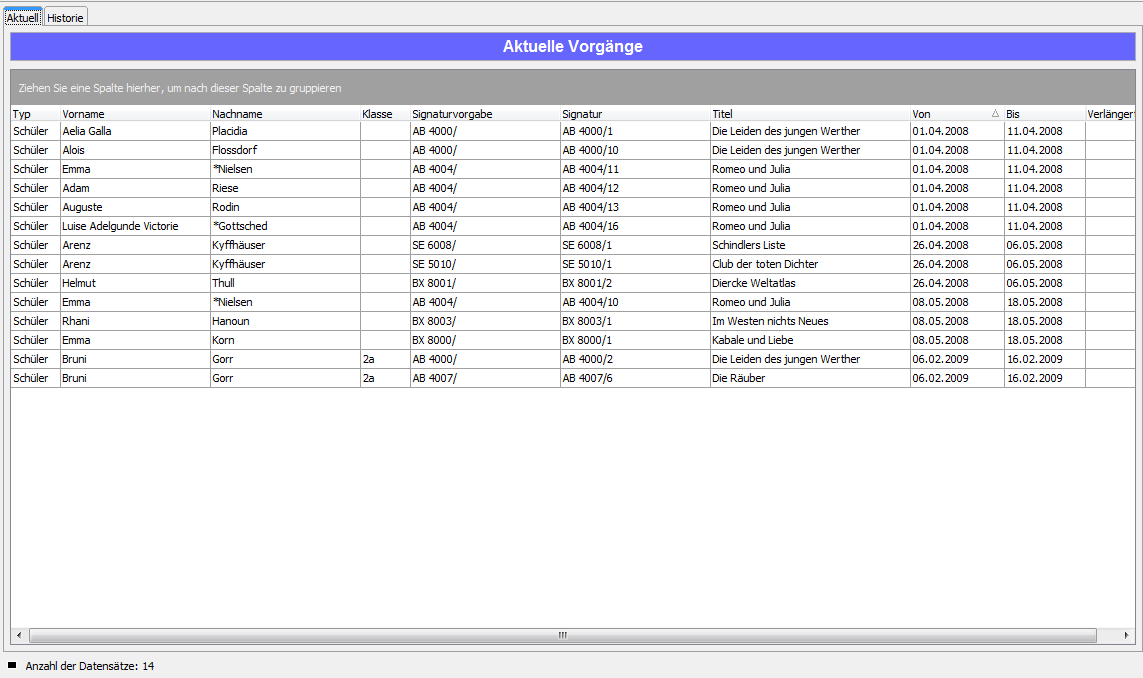 Aktuell Historie
Aktuelle Vorgänge
Ziehen Sie eine Spalte hierher, um nach dieser Spalte zu gruppieren
Typ Vorname Nachname Klasse Signaturvorgabe Signatur Titel Von Bis Verlänger
Schüler Aelia Galla Placidia AB 4000/ AB 4000/1 Die Leiden des jungen Werther 01.04.2008 11.04.2008
Schüler Alois Flossdorf AB 4000/ AB 4000/10 Die Leiden des jungen Werther 01.04.2008 11.04.2008
Schüler Emma *Nielsen AB 4004/ AB 4004/11 Romeo und Julia 01.04.2008 11.04.2008
Schüler Adam Riese AB 4004/ AB 4004/12 Romeo und Julia 01.04.2008 11.04.2008
Schüler Auguste Rodin AB 4004/ AB 4004/13 Romeo und Julia 01.04.2008 11.04.2008
Schüler Luise Adelgunde Victorie *Gottsched AB 4004/ AB 4004/16 Romeo und Julia 01.04.2008 11.04.2008
Schüler Arenz Kyffhäuser SE 6008/ SE 6008/1 Schindlers Liste 26.04.2008 06.05.2008
Schüler Arenz Kyffhäuser SE 5010/ SE 5010/1 Club der toten Dichter 26.04.2008 06.05.2008
Schüler Helmut Thull BX 8001/ BX 8001/2 Diercke Weltatlas 26.04.2008 06.05.2008
Schüler Emma *Nielsen AB 4004/ AB 4004/10 Romeo und Julia 08.05.2008 18.05.2008
Schüler Rhani Hanoun BX 8003/ BX 8003/1 Im Westen nichts Neues 08.05.2008 18.05.2008
Schüler Emma Korn BX 8000/ BX 8000/1 Kabale und Liebe 08.05.2008 18.05.2008
Schüler Bruni Gorr 2a AB 4000/ AB 4000/2 Die Leiden des jungen Werther 06.02.2009 16.02.2009
Schüler Bruni Gorr 2a AB 4007/ AB 4007/6 Die Räuber 06.02.2009 16.02.2009
Anzahl der Datensätze: 14